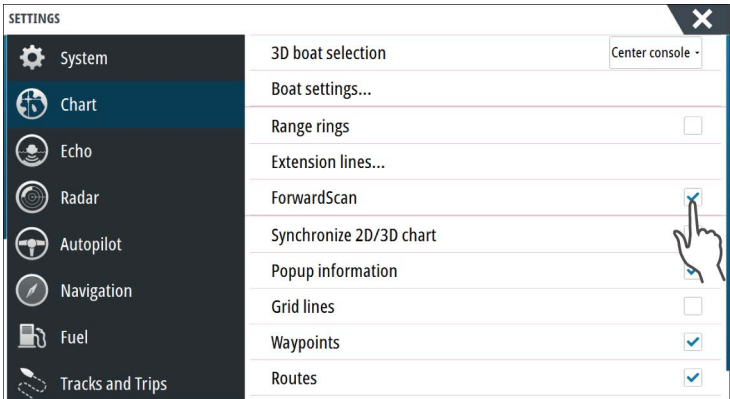 SETTINGS
System
Chart
Echo
Radar
Autopilot
Navigation
Fuel
Tracks and Trips
3D boat selection
Center console
Boat settings...
Range rings
Extension lines...
ForwardScan
Synchronize 2D/3D chart
Popup information
Grid lines
Waypoints
Routes